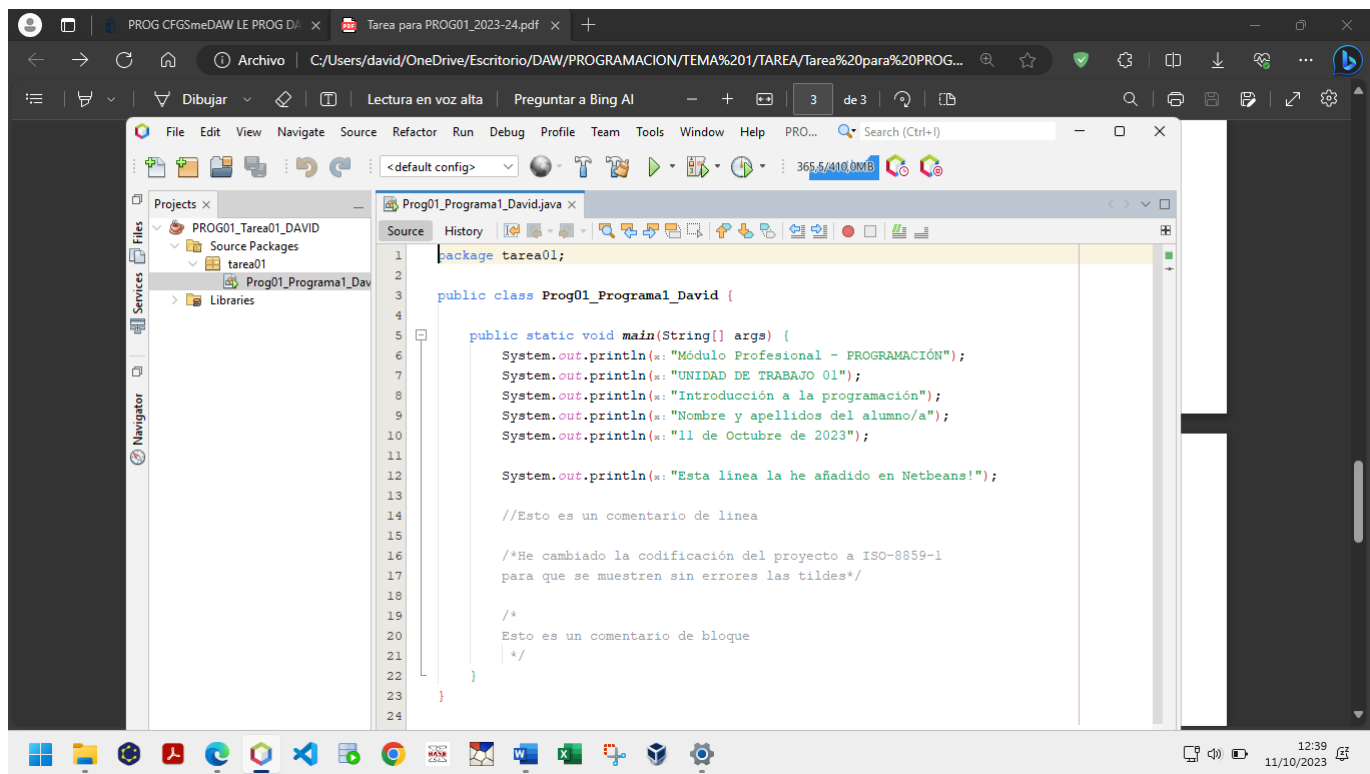 PROG CFGSmeDAW LE PROG DA
Tarea para PROG01_2023-24.pdf
Archivo
C:/Users/david/OneDrive/Escritorio/DAW/PROGRAMACION/TEMA%201/TAREA/Tarea%20para%20PROG...
Dibujar
Lectura en voz alta
Preguntar a Bing AI
3 de 3
File Edit View Navigate Source Refactor Run Debug Profile Team Tools Window Help PRO... Search (Ctrl+I)
<default config>
365,5/410,0MB
Projects
Prog01_Programa1_David.java
Files
Services
Navigator
PROG01_Tarea01_DAVID
Source Packages
tarea01
Prog01_Programa1_Dav
Libraries
Source History
1 package tarea01;
2
3 public class Prog01_Programa1_David {
4
5 public static void main(String[] args) {
6 System.out.println(x: "Módulo Profesional - PROGRAMACIÓN");
7 System.out.println(x: "UNIDAD DE TRABAJO 01");
8 System.out.println(x: "Introducción a la programación");
9 System.out.println(x: "Nombre y apellidos del alumno/a");
10 System.out.println(x: "11 de Octubre de 2023");
11
12 System.out.println(x: "Esta línea la he añadido en Netbeans!");
13
14 //Esto es un comentario de linea
15
16 /*He cambiado la codificación del proyecto a ISO-8859-1
17 para que se muestren sin errores las tildes*/
18
19 /*
20 Esto es un comentario de bloque
21 */
22 }
23 }
24
12:39
11/10/2023